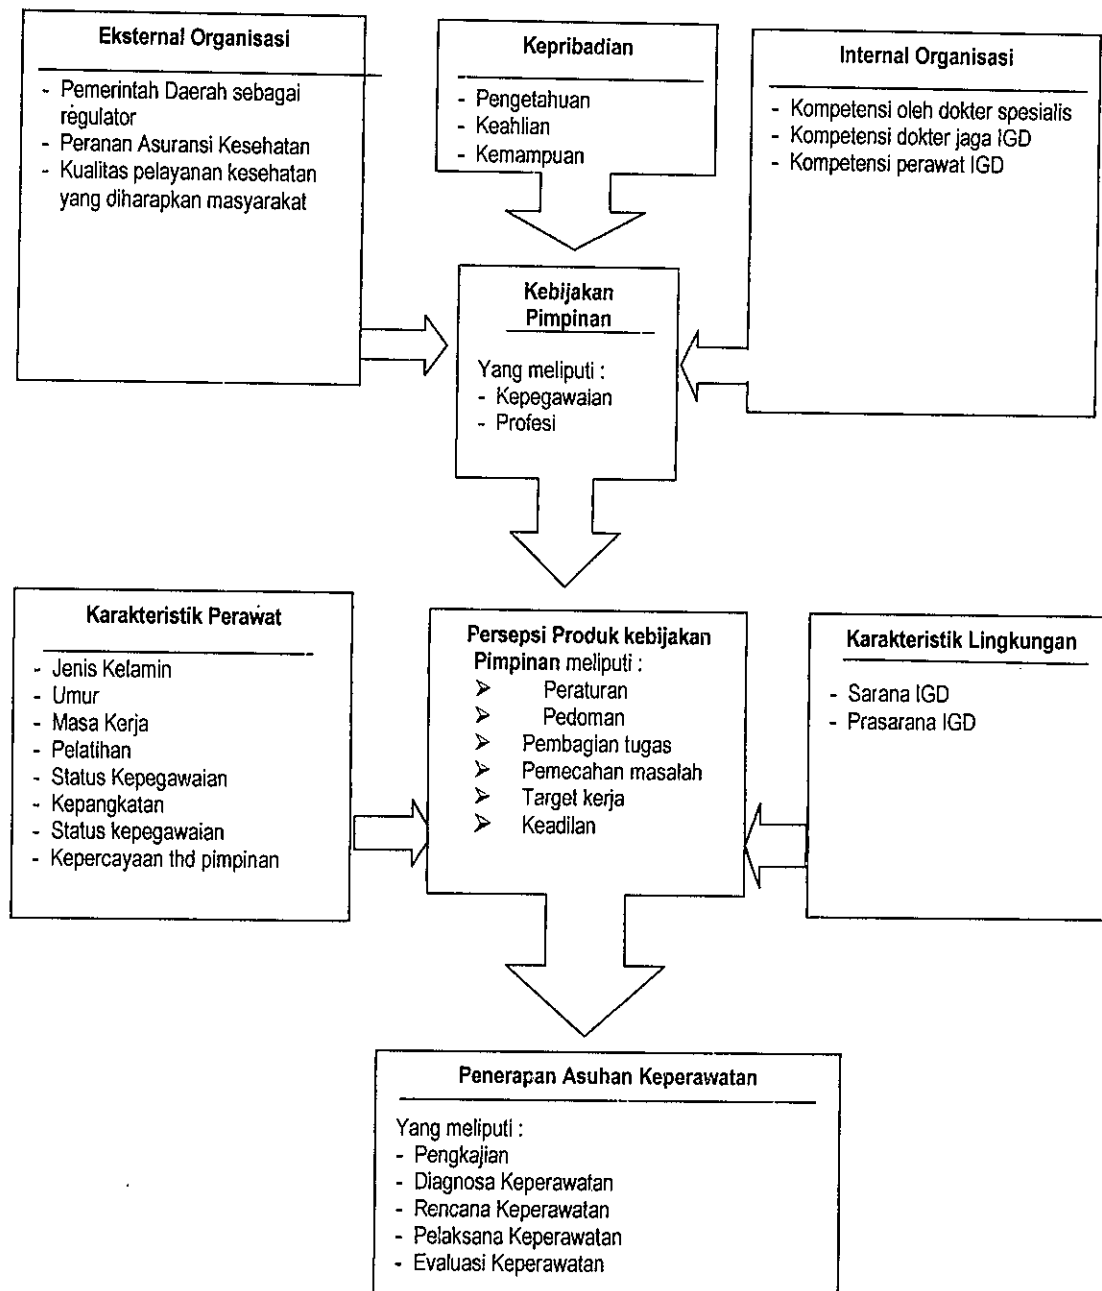 Eksternal Organisasi
- Pemerintah Daerah sebagai
regulator
- Peranan Asuransi Kesehatan
- Kualitas pelayanan kesehatan
yang diharapkan masyarakat
Kepribadian
- Pengetahuan
- Keahlian
- Kemampuan
Internal Organisasi
- Kompetensi oleh dokter spesialis
- Kompetensi dokter jaga IGD
- Kompetensi perawat IGD
Kebijakan
Pimpinan
Yang meliputi :
- Kepegawaian
- Profesi
Karakteristik Perawat
- Jenis Kelamin
- Umur
- Masa Kerja
- Pelatihan
- Status Kepegawaian
- Kepangkatan
- Status kepegawaian
- Kepercayaan thd pimpinan
Persepsi Produk kebijakan
Pimpinan meliputi :
➢ Peraturan
➢ Pedoman
➢ Pembagian tugas
➢ Pemecahan masalah
➢ Target kerja
➢ Keadilan
Karakteristik Lingkungan
- Sarana IGD
- Prasarana IGD
Penerapan Asuhan Keperawatan
Yang meliputi :
- Pengkajian
- Diagnosa Keperawatan
- Rencana Keperawatan
- Pelaksana Keperawatan
- Evaluasi Keperawatan